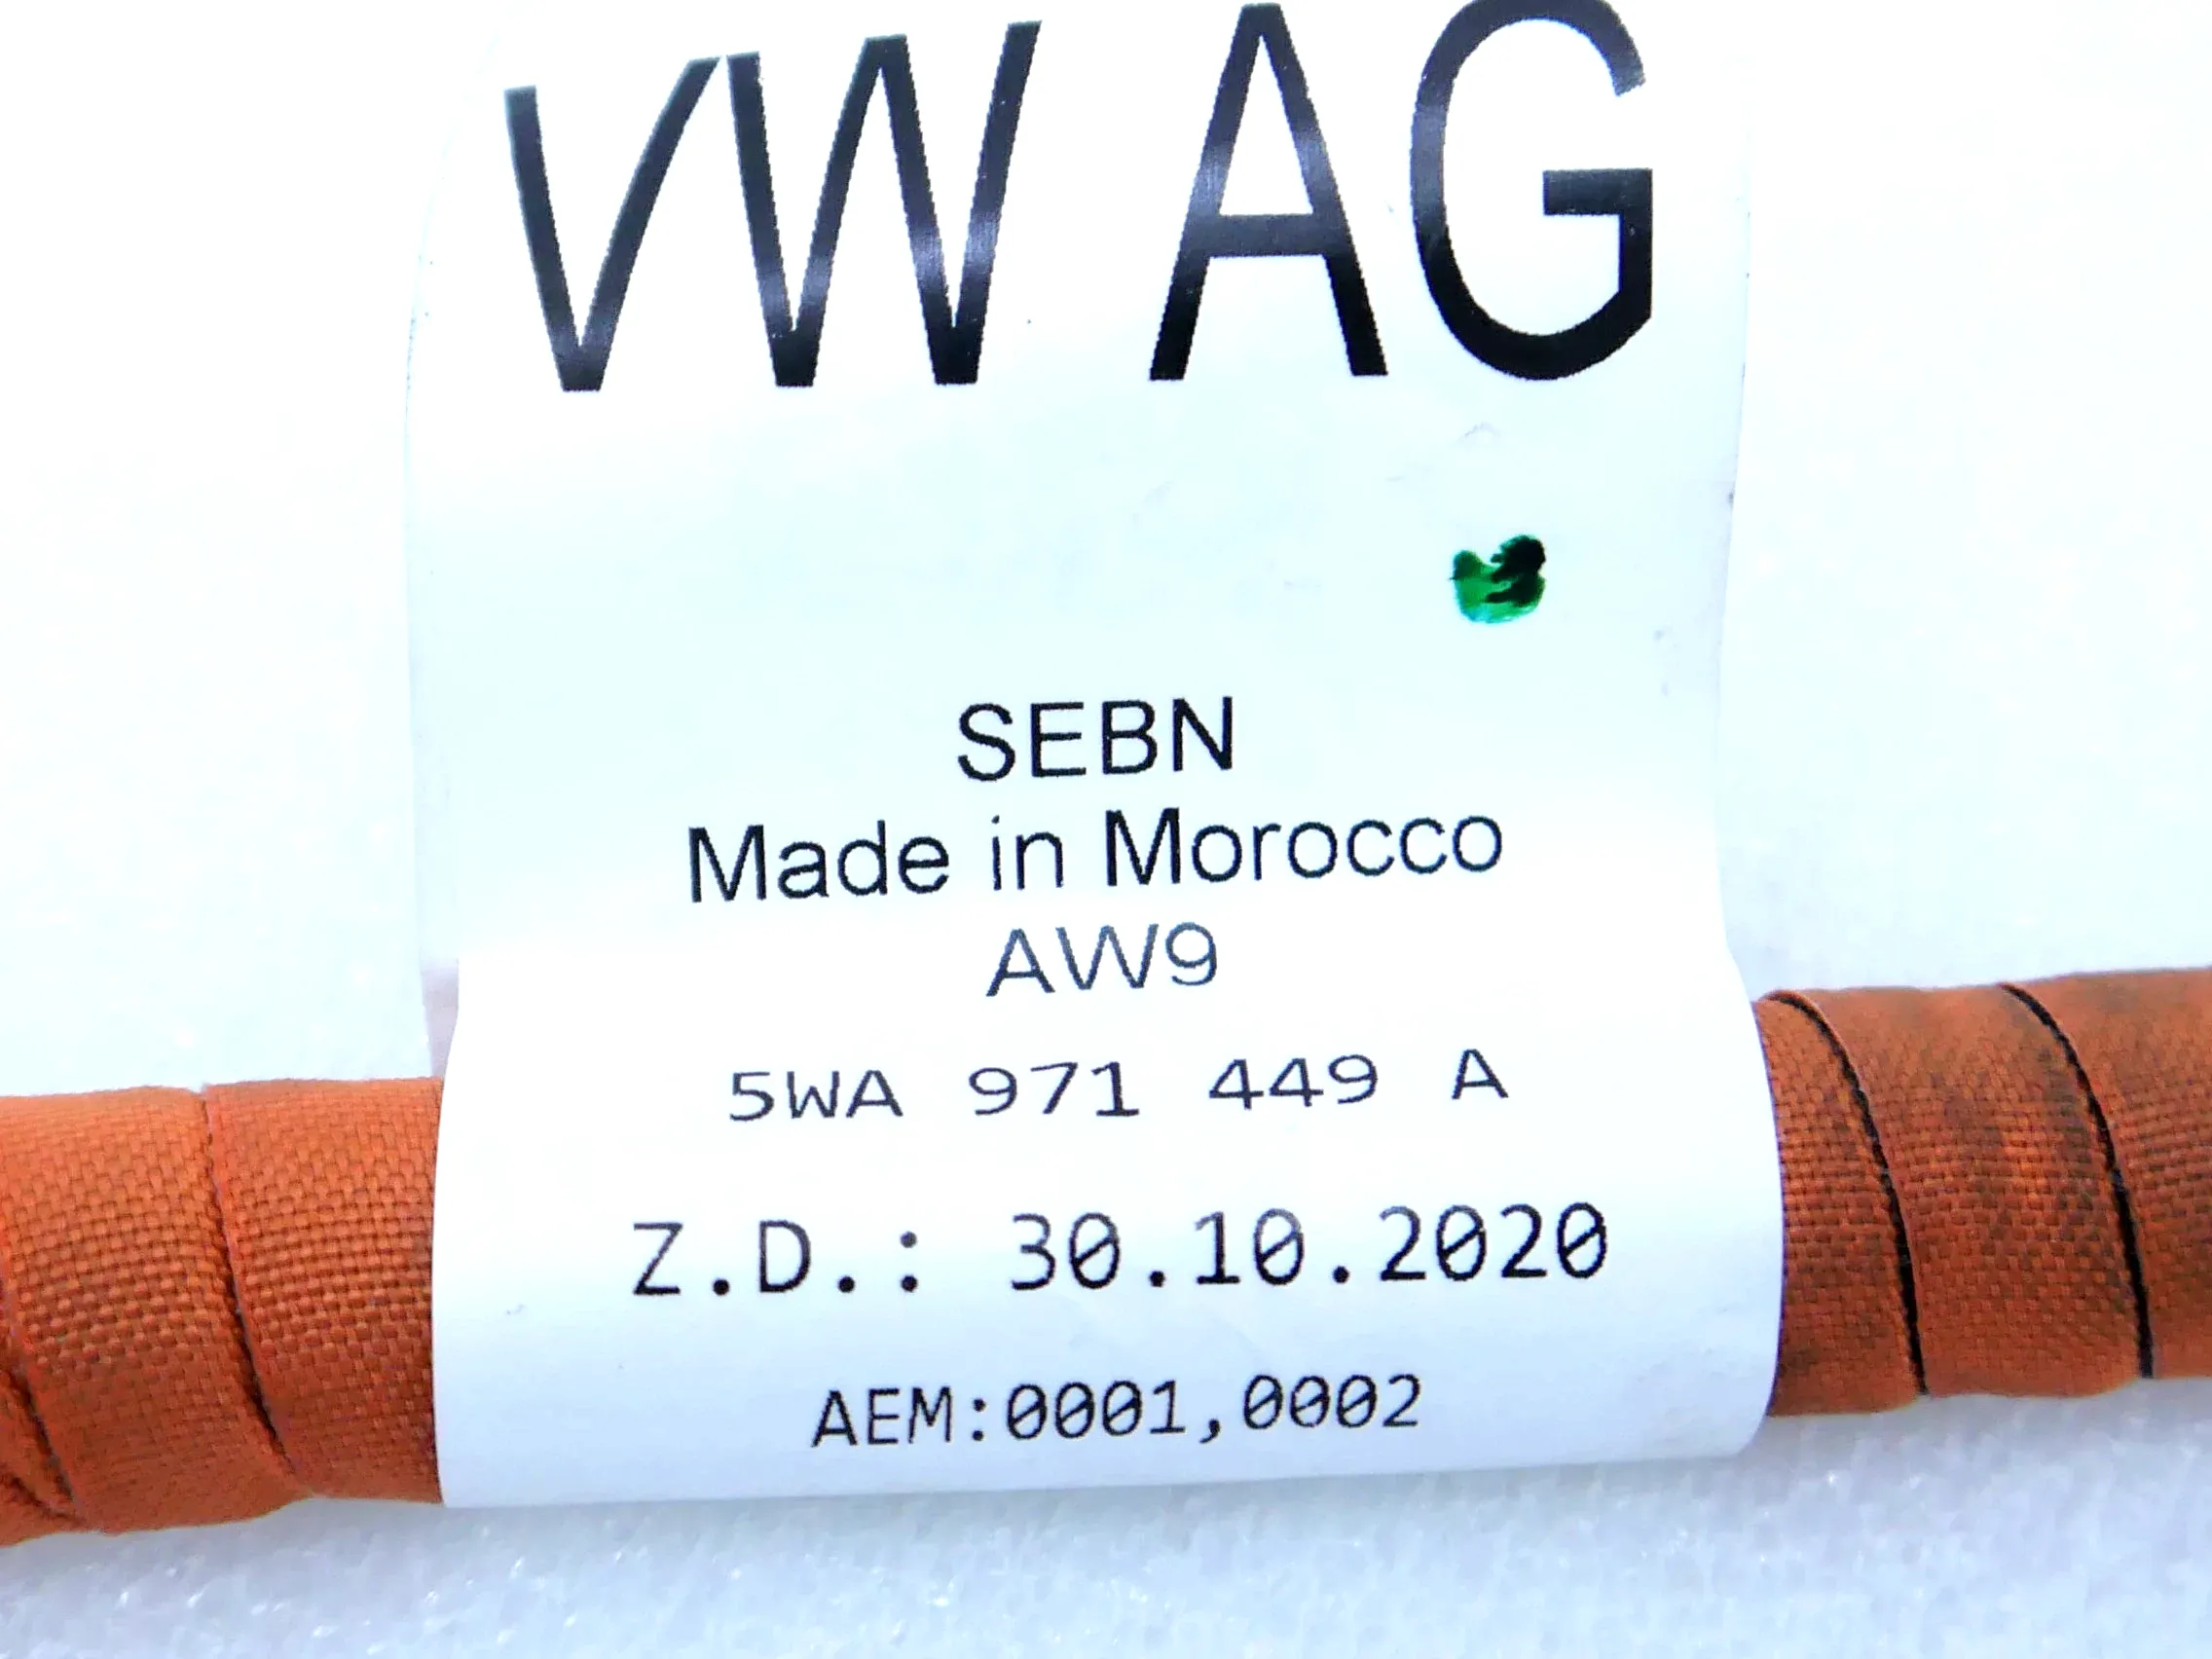 VW AG
SEBN
Made in Morocco
AW9
5WA 971 449 A
Z.D.: 30.10.2020
AEM:0001,0002